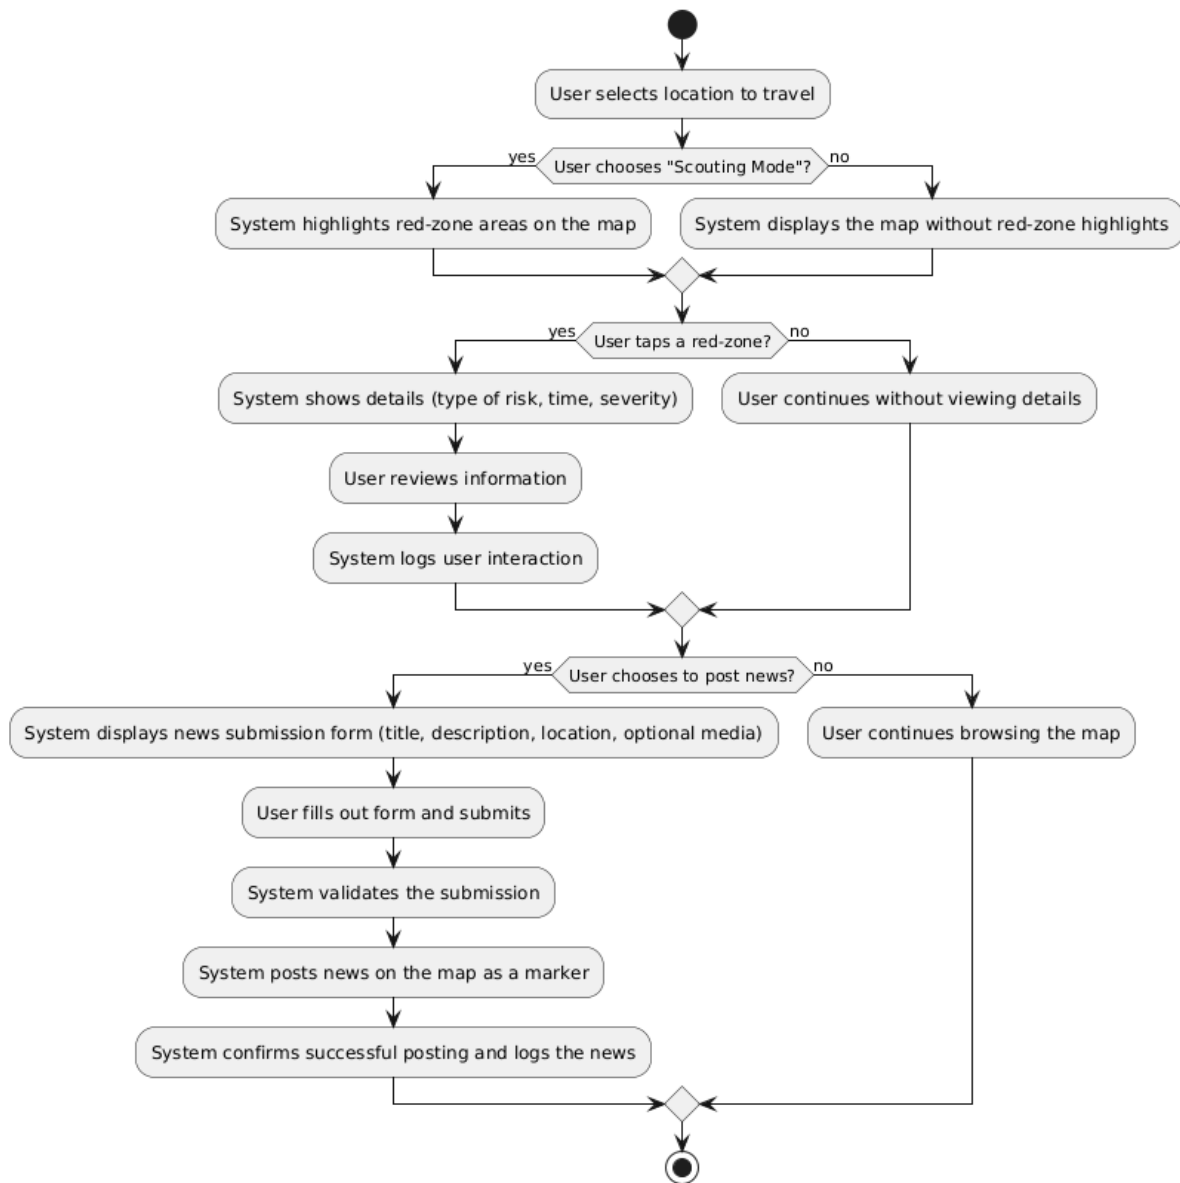 User selects location to travel
yes
User chooses "Scouting Mode"?
no
System highlights red-zone areas on the map
System displays the map without red-zone highlights
yes
User taps a red-zone?
no
System shows details (type of risk, time, severity)
User continues without viewing details
User reviews information
System logs user interaction
yes
User chooses to post news?
no
System displays news submission form (title, description, location, optional media)
User continues browsing the map
User fills out form and submits
System validates the submission
System posts news on the map as a marker
System confirms successful posting and logs the news